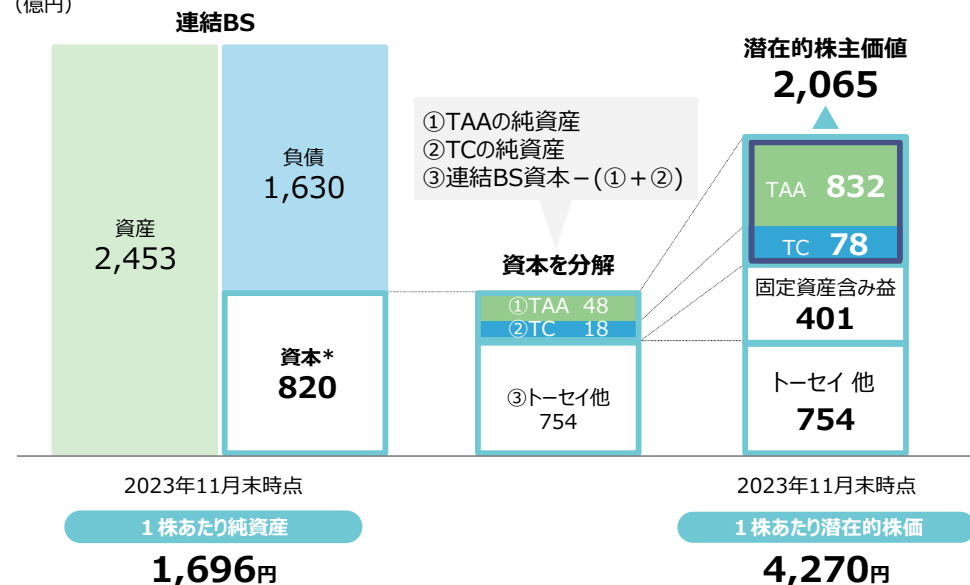 （億円）
連結BS
資産
2,453
負債
1,630
資本*
820
①TAAの純資産
②TCの純資産
③連結BS資本－(①＋②)
資本を分解
①TAA 48
②TC 18
③トーセイ他
754
潜在的株主価値
2,065
TAA 832
TC 78
固定資産含み益
401
トーセイ 他
754
2023年11月末時点
１株あたり純資産
1,696円
2023年11月末時点
１株あたり潜在的株価
4,270円